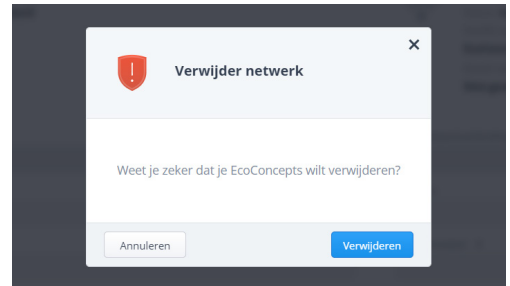 Verwijder netwerk
Weet je zeker dat je EcoConcepts wilt verwijderen?
Annuleren
Verwijderen